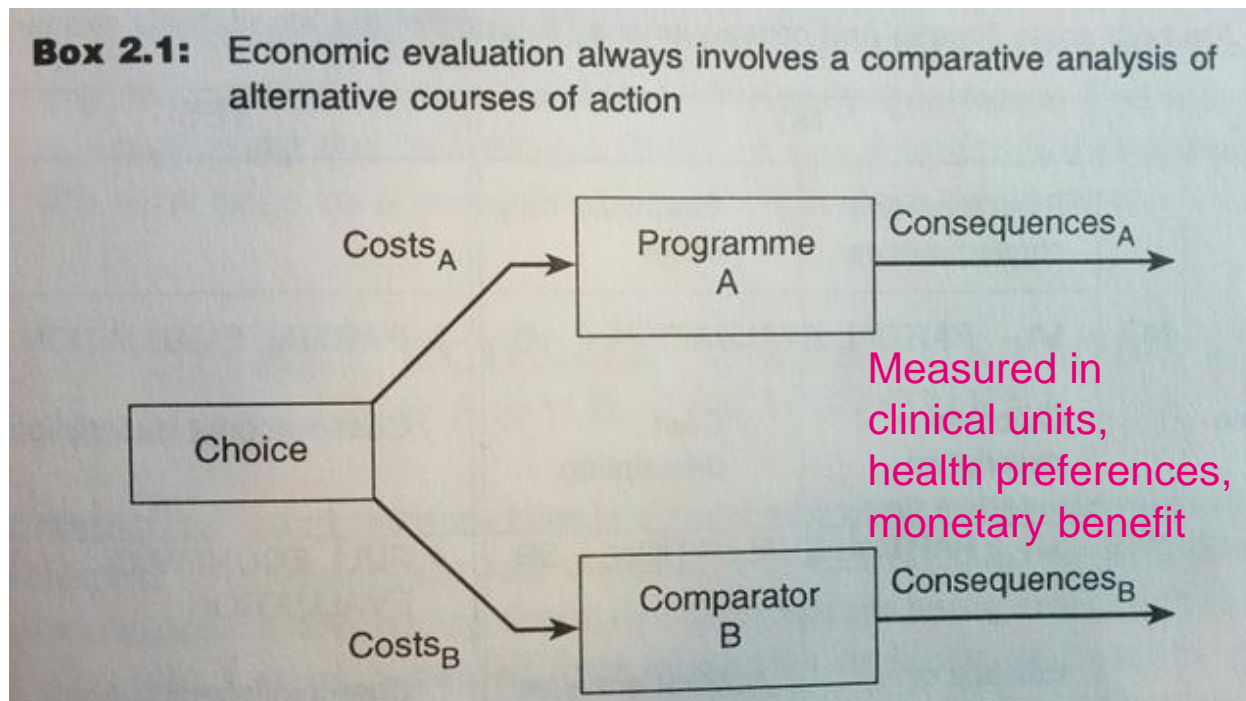 Box 2.1: Economic evaluation always involves a comparative analysis of
alternative courses of action
Costs_A
Programme
A
Consequences_A
Choice
Measured in
clinical units,
health preferences,
monetary benefit
Costs_B
Comparator
B
Consequences_B